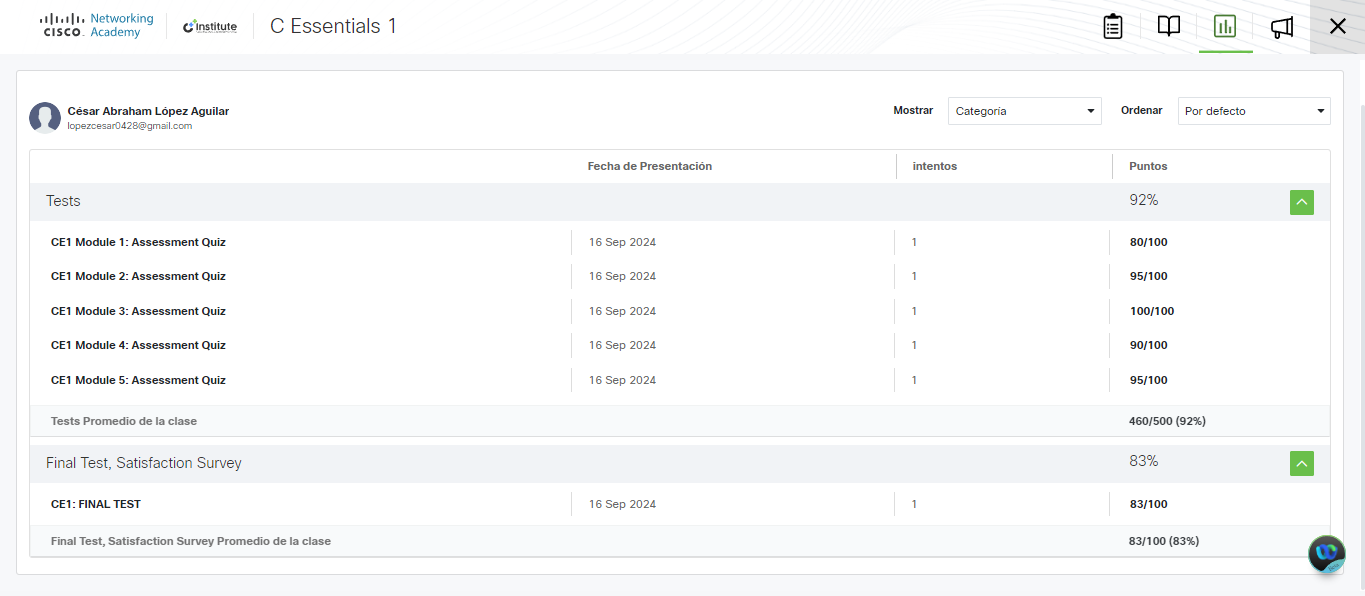 Networking
Academy
CISCO
C++ institute
C Essentials 1
César Abraham López Aguilar
lopezcesar0428@gmail.com
Mostrar
Categoría
Ordenar
Por defecto
Fecha de Presentación
intentos
Puntos
Tests
92%
CE1 Module 1: Assessment Quiz 16 Sep 2024 1 80/100
CE1 Module 2: Assessment Quiz 16 Sep 2024 1 95/100
CE1 Module 3: Assessment Quiz 16 Sep 2024 1 100/100
CE1 Module 4: Assessment Quiz 16 Sep 2024 1 90/100
CE1 Module 5: Assessment Quiz 16 Sep 2024 1 95/100
Tests Promedio de la clase 460/500 (92%)
Final Test, Satisfaction Survey 83%
CE1: FINAL TEST 16 Sep 2024 1 83/100
Final Test, Satisfaction Survey Promedio de la clase 83/100 (83%)